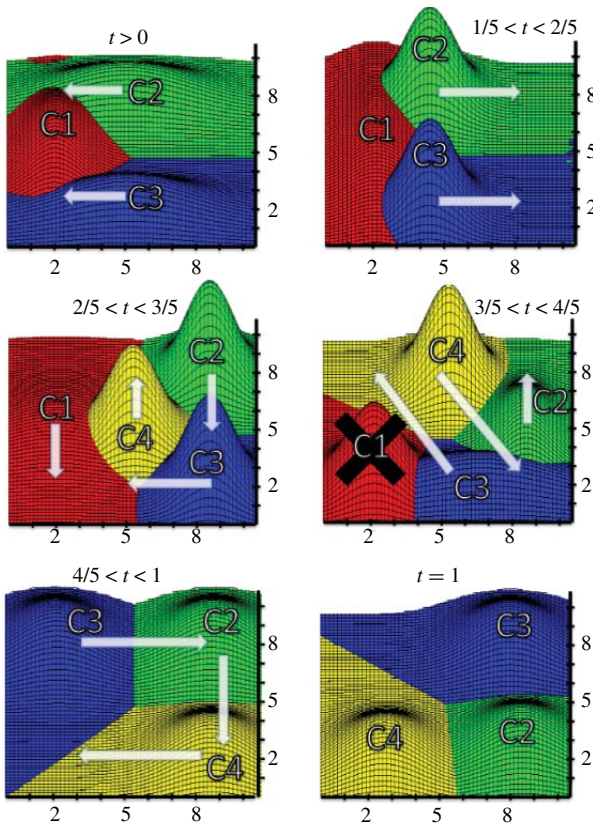 t > 0
C2
C1
C3
8
5
2
2 5 8
1/5 < t < 2/5
C2
C1
C3
8
5
2
2 5 8
2/5 < t < 3/5
C2
C1
C4
C3
8
5
2
2 5 8
3/5 < t < 4/5
C4
C2
C1
C3
8
5
2
2 5 8
4/5 < t < 1
C3 C2
C4
8
5
2
2 5 8
t = 1
C3
C4 C2
8
5
2
2 5 8